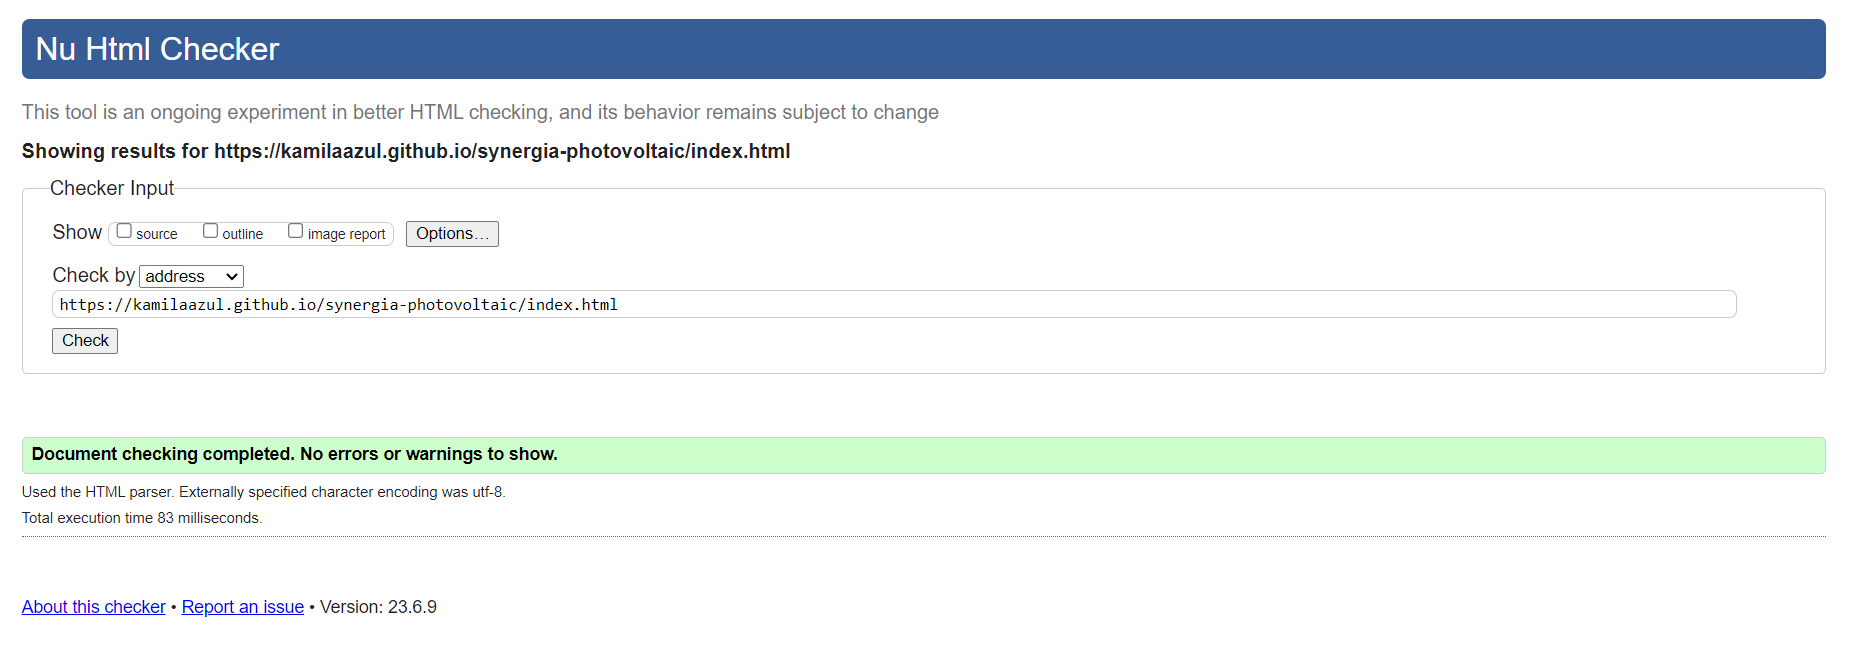 Nu Html Checker
This tool is an ongoing experiment in better HTML checking, and its behavior remains subject to change
Showing results for https://kamilaazul.github.io/synergia-photovoltaic/index.html
Checker Input
Show source outline image report Options...
Check by address
https://kamilaazul.github.io/synergia-photovoltaic/index.html
Check
Document checking completed. No errors or warnings to show.
Used the HTML parser. Externally specified character encoding was utf-8.
Total execution time 83 milliseconds.
About this checker • Report an issue • Version: 23.6.9